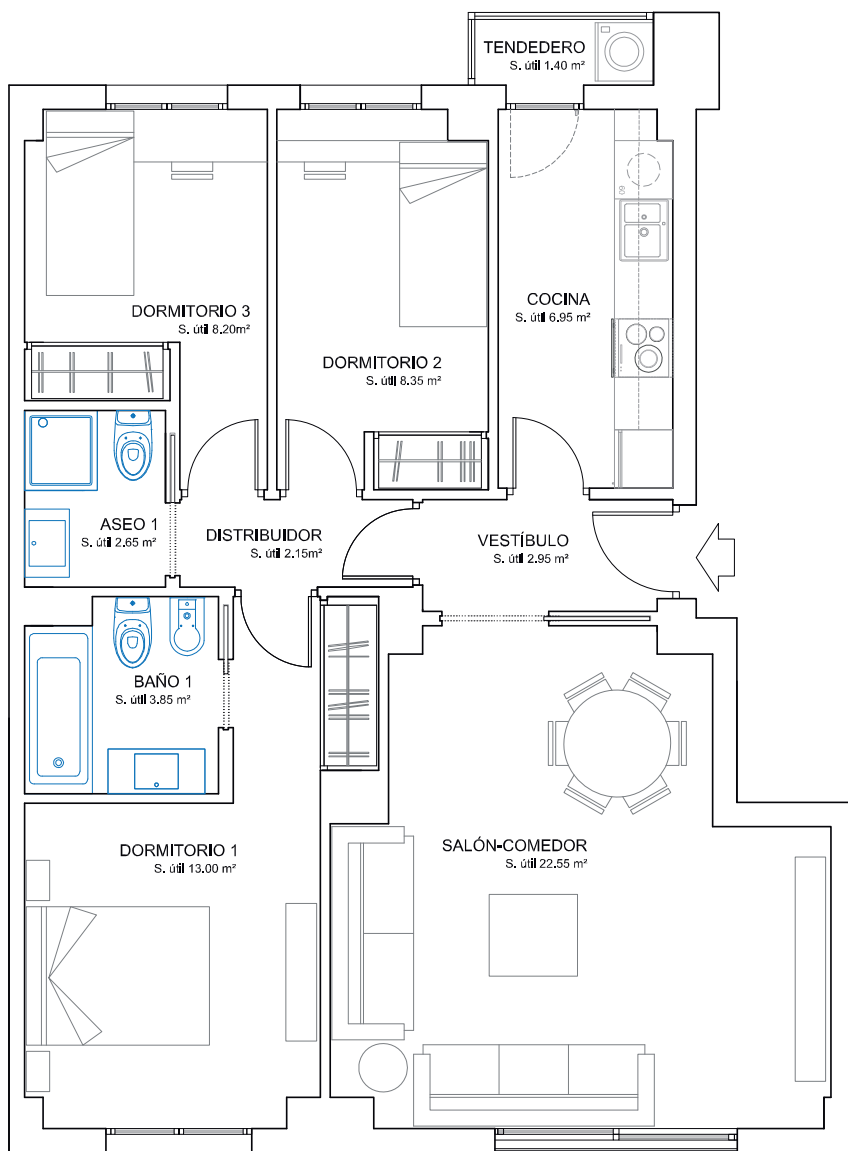 TENDEDERO
S. útil 1.40 m²
DORMITORIO 3
S. útil 8.20m²
COCINA
S. útil 6.95 m²
60
DORMITORIO 2
S. útil 8.35 m²
ASEO 1
S. útil 2.65 m²
DISTRIBUIDOR
S. útil 2.15m²
VESTÍBULO
S. útil 2.95 m²
BAÑO 1
S. útil 3.85 m²
DORMITORIO 1
S. útil 13.00 m²
SALÓN-COMEDOR
S. útil 22.55 m²